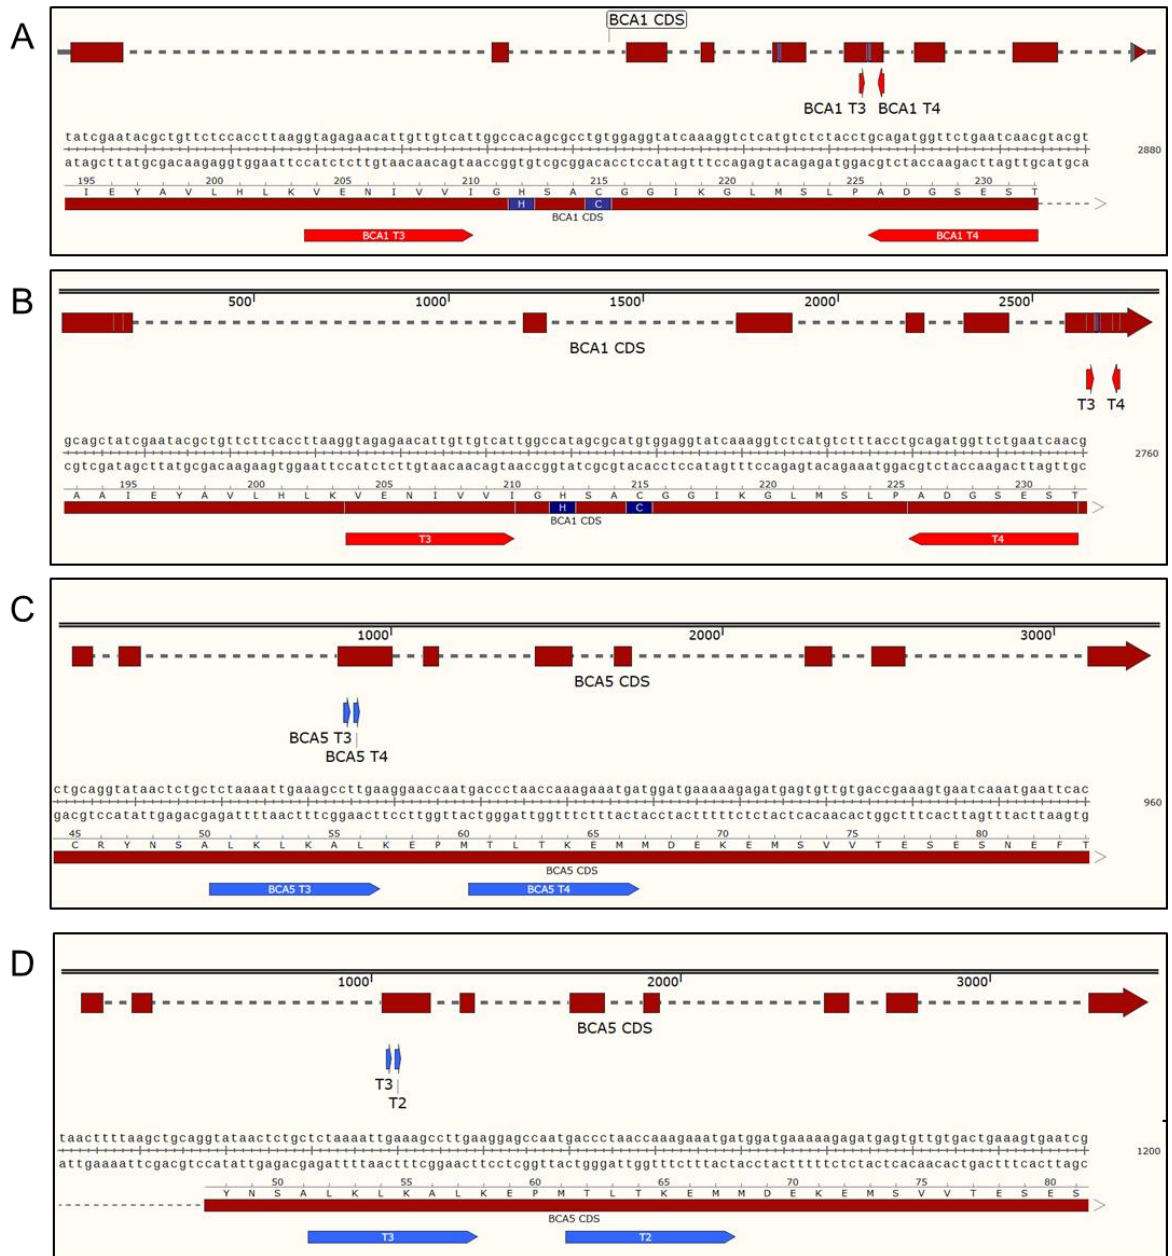 A
BCA1 CDS
BCA1 T3 BCA1 T4
tatcgaatacgctgttctccaccttaaggtagagaacattgttgtcattggccacagcgcctgtggaggtatcaaaggtctcatgtctctacctgcagatggttctgaatcaacgtacgt
atagcttatgcgacaagaggtggaattccatctcttgtaacaacagtaaccggtgtcgcggacacctccatagtttccagagtacagagatggacgtctaccaagacttagttgcatgca
2880
195 200 205 210 215 220 225 230
I E Y A V L H L K V E N I V V I G H S A C G G I K G L M S L P A D G S E S T
H C
BCA1 CDS
BCA1 T3 BCA1 T4
B
500 1000 1500 2000 2500
BCA1 CDS
T3 T4
gcagctatcgaatacgctgttcttcaccttaaggtagagaacattgttgtcattggccatagcgcatgtggaggtatcaaaggtctcatgtctttacctgcagatggttctgaatcaacg
cgtcgatagcttatgcgacaagaagtggaattccatctcttgtaacaacagtaaccggtatcgcgtacacctccatagtttccagagtacagaaatggacgtctaccaagacttagttgc
2760
195 200 205 210 215 220 225 230
A A I E Y A V L H L K V E N I V V I G H S A C G G I K G L M S L P A D G S E S T
H C
BCA1 CDS
T3 T4
C
1000 2000 3000
BCA5 CDS
BCA5 T3
BCA5 T4
ctgcaggtataactctgctctaaaattgaaagccttgaaggaaccaatgaccctaaccaaagaaatgatggatgaaaaagagatgagtgttgtgaccgaaagtgaatcaaatgaattcac
gacgtccatattgagacgagattttaactttcggaacttccttggttactgggattggtttctttactacctactttttctctactcacaacactggctttcacttagtttacttaagtg
960
45 50 55 60 65 70 75 80
C R Y N S A L K L K A L K E P M T L T K E M M D E K E M S V V T E S E S N E F T
BCA5 CDS
BCA5 T3 BCA5 T4
D
1000 2000 3000
BCA5 CDS
T3
T2
taacttttaagctgcaggtataactctgctctaaaattgaaagccttgaaggagccaatgaccctaaccaaagaaatgatggatgaaaaagagatgagtgttgtgactgaaagtgaatcg
attgaaaattcgacgtccatattgagacgagattttaactttcggaacttcctcggttactgggattggtttctttactacctactttttctctactcacaacactgactttcacttagc
1200
50 55 60 65 70 75 80
Y N S A L K L K A L K E P M T L T K E M M D E K E M S V V T E S E S
BCA5 CDS
T3 T2